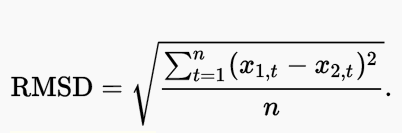 RMSD = √(∑ₜ₌₁ⁿ (x₁,ₜ − x₂,ₜ)² / n).